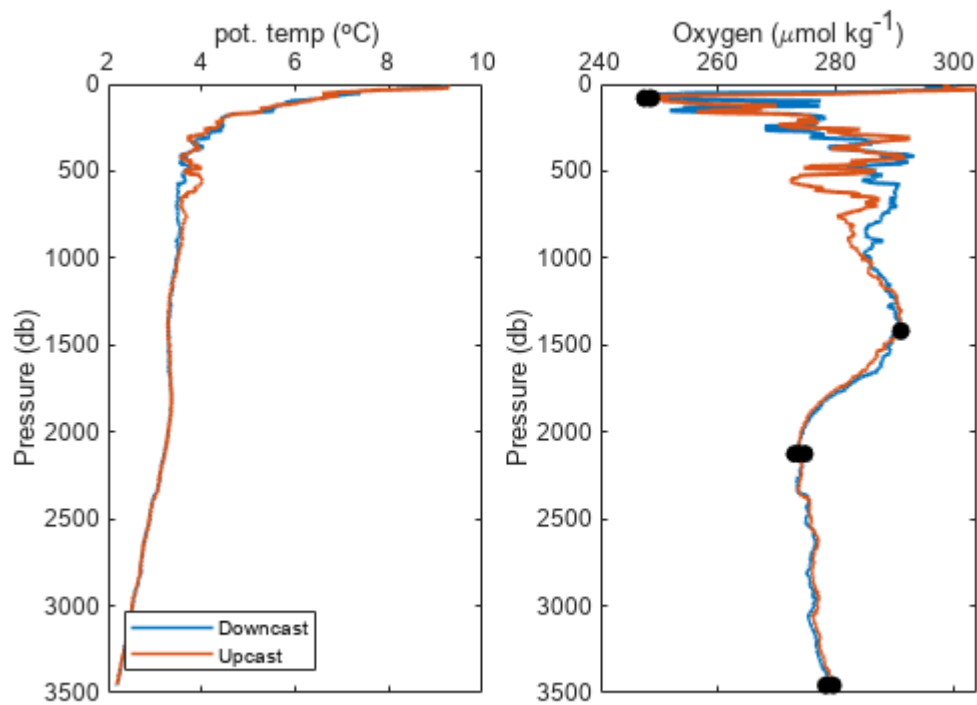 pot. temp (ºC)
2 4 6 8 10
0
500
1000
1500
2000
2500
3000
3500
Pressure (db)
Downcast
Upcast
Oxygen (μmol kg⁻¹)
240 260 280 300
0
500
1000
1500
2000
2500
3000
3500
Pressure (db)